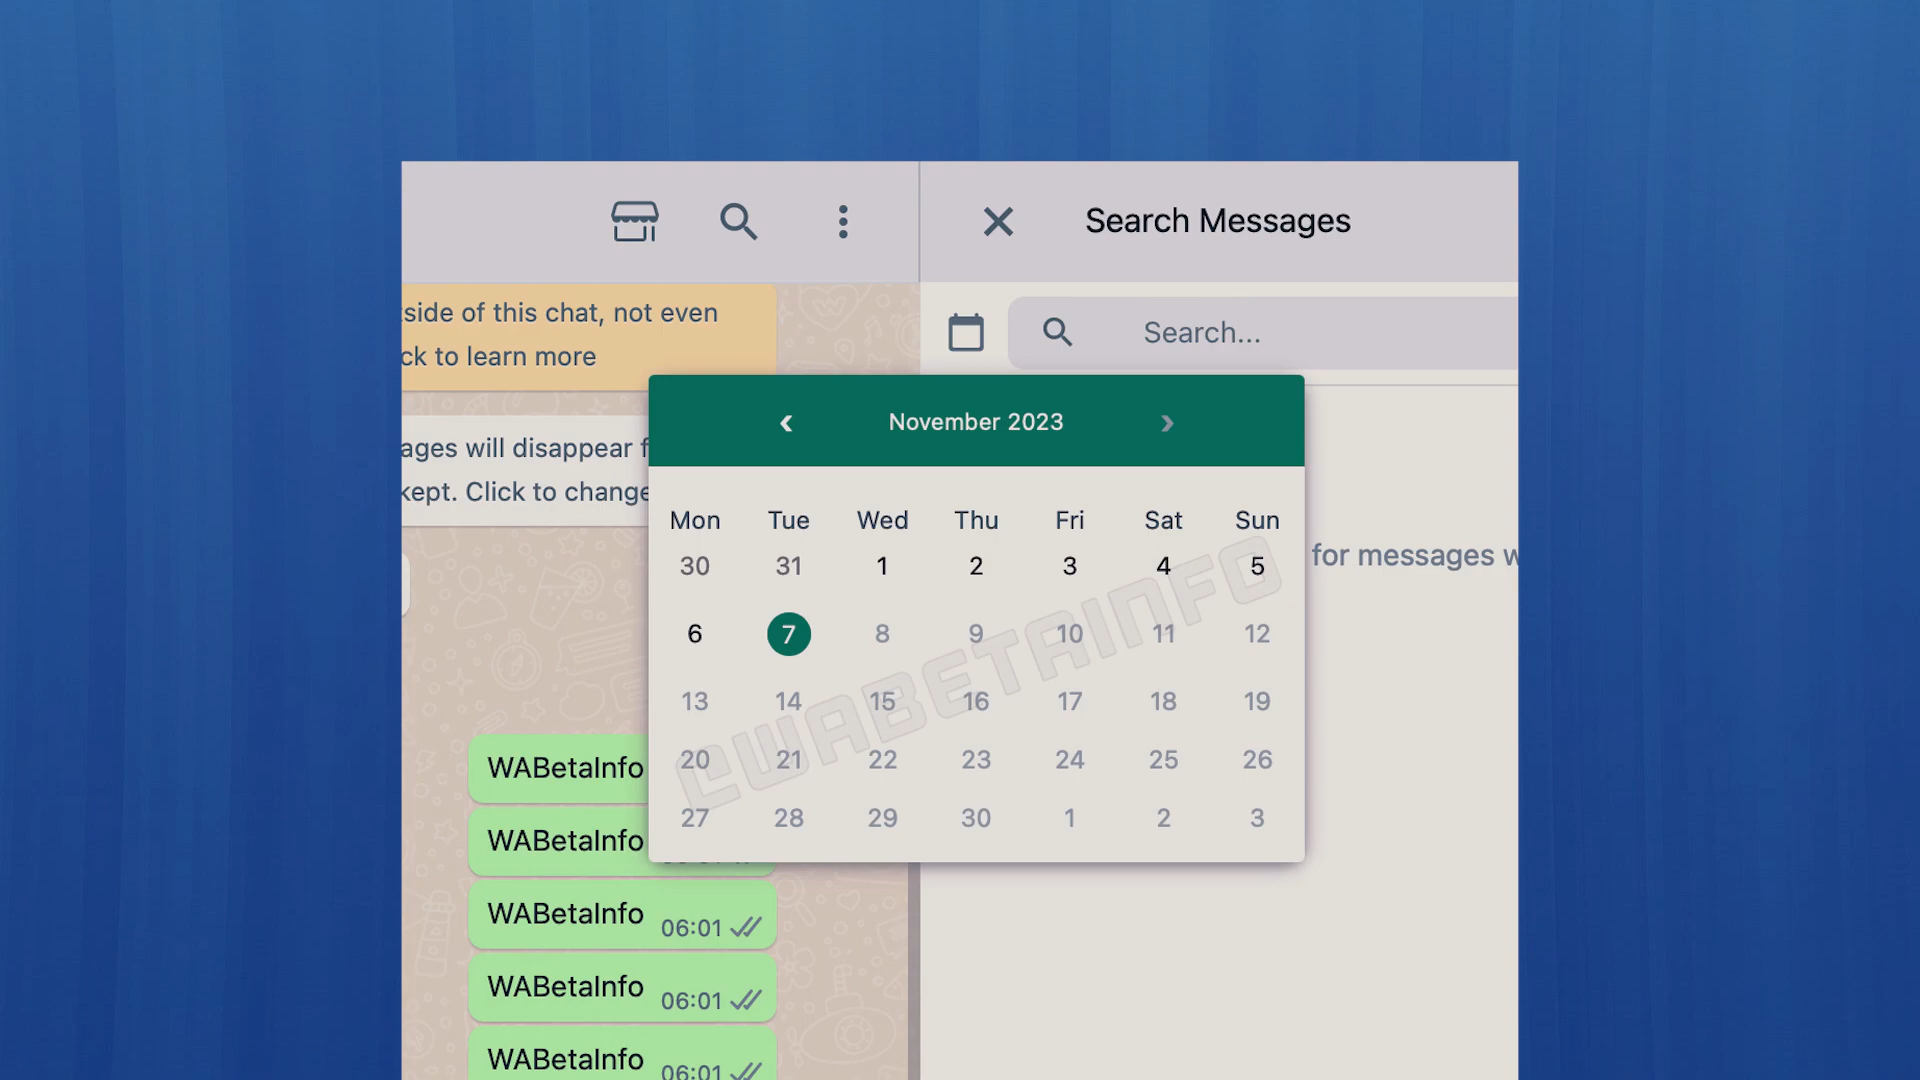 Search Messages
tside of this chat, not even
ck to learn more
Search...
ages will disappear f
kept. Click to change
November 2023
Mon Tue Wed Thu Fri Sat Sun
30 31 1 2 3 4 5
6 7 8 9 10 11 12
13 14 15 16 17 18 19
20 21 22 23 24 25 26
27 28 29 30 1 2 3
@WABETAINFO
for messages w
WABetaInfo
WABetaInfo
WABetaInfo 06:01
WABetaInfo 06:01
WABetaInfo 06:01